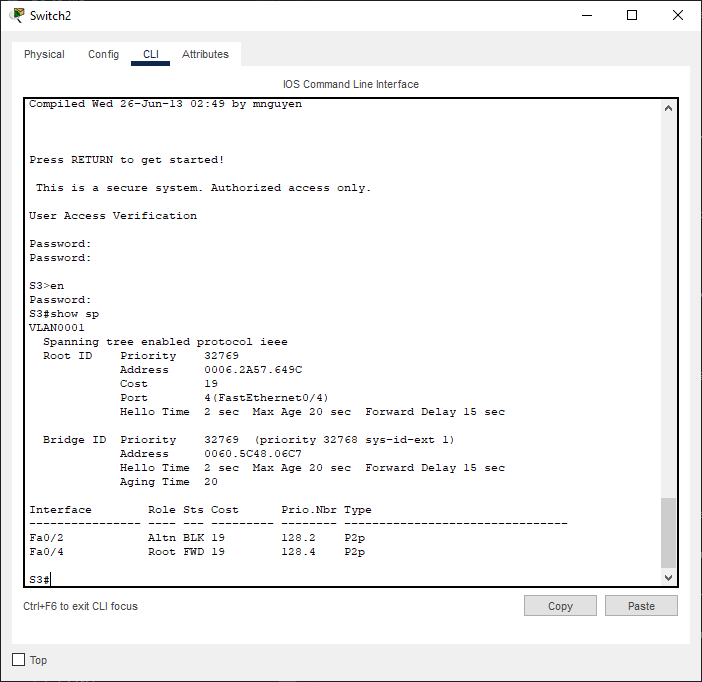 Switch2
Physical Config CLI Attributes
IOS Command Line Interface
Compiled Wed 26-Jun-13 02:49 by mnguyen
Press RETURN to get started!
 This is a secure system. Authorized access only.
User Access Verification
Password:
Password:
S3>en
Password:
S3#show sp
VLAN0001
  Spanning tree enabled protocol ieee
  Root ID    Priority    32769
             Address     0006.2A57.649C
             Cost        19
             Port        4(FastEthernet0/4)
             Hello Time  2 sec  Max Age 20 sec  Forward Delay 15 sec
  Bridge ID  Priority    32769  (priority 32768 sys-id-ext 1)
             Address     0060.5C48.06C7
             Hello Time  2 sec  Max Age 20 sec  Forward Delay 15 sec
             Aging Time  20
Interface        Role Sts Cost      Prio.Nbr Type
---------------- ---- --- --------- -------- --------------------------------
Fa0/2            Altn BLK 19        128.2    P2p
Fa0/4            Root FWD 19        128.4    P2p
S3#
Ctrl+F6 to exit CLI focus
Copy Paste
Top